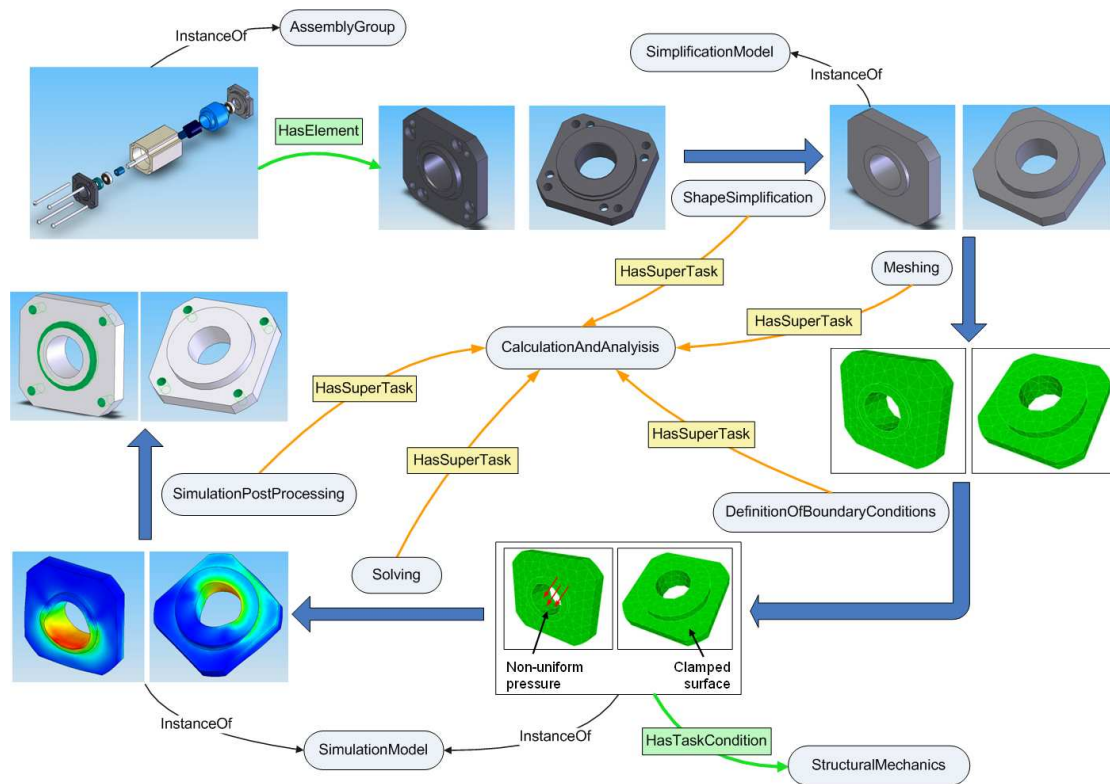 AssemblyGroup
InstanceOf
SimplificationModel
InstanceOf
HasElement
ShapeSimplification
HasSuperTask
Meshing
HasSuperTask
CalculationAndAnalyisis
HasSuperTask
HasSuperTask
HasSuperTask
SimulationPostProcessing
DefinitionOfBoundaryConditions
Solving
Non-uniform
pressure
Clamped
surface
InstanceOf
InstanceOf
SimulationModel
HasTaskCondition
StructuralMechanics